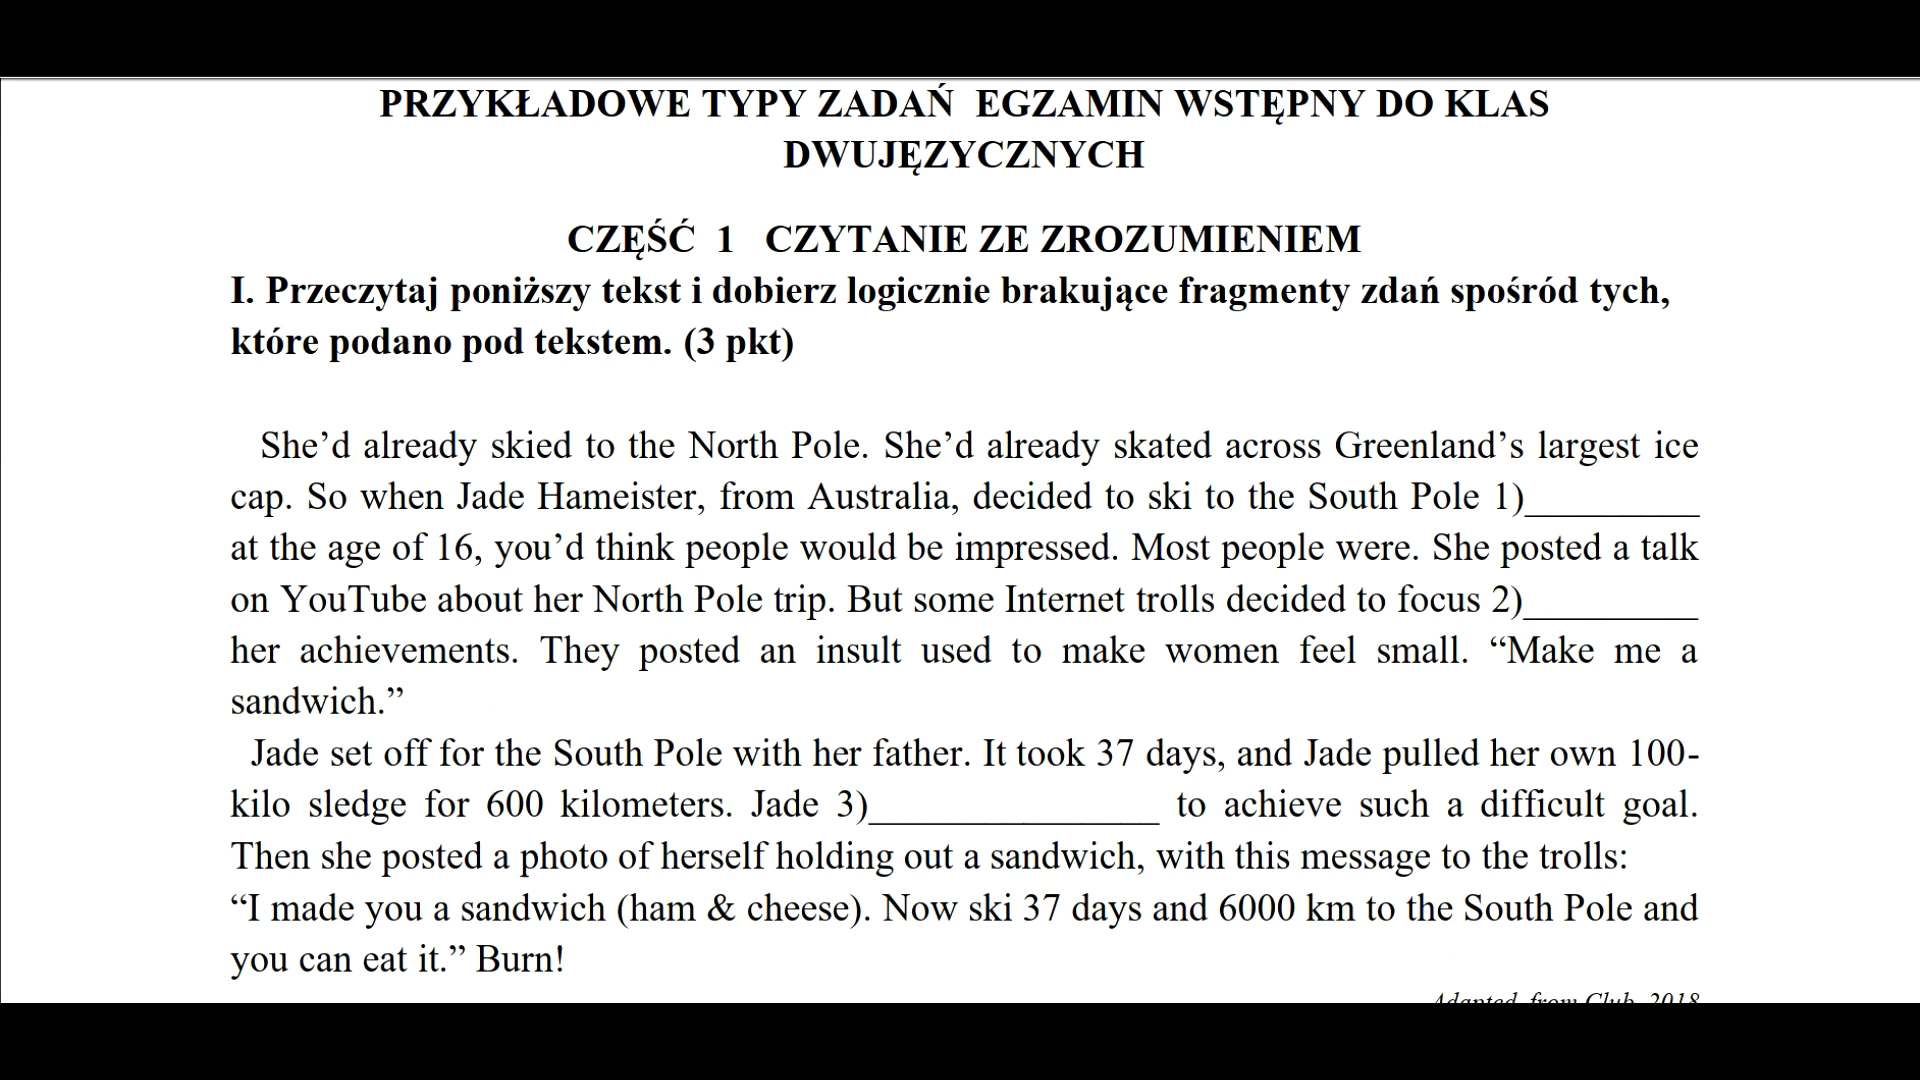 PRZYKŁADOWE TYPY ZADAŃ EGZAMIN WSTĘPNY DO KLAS
DWUJĘZYCZNYCH
CZĘŚĆ 1 CZYTANIE ZE ZROZUMIENIEM
I. Przeczytaj poniższy tekst i dobierz logicznie brakujące fragmenty zdań spośród tych,
które podano pod tekstem. (3 pkt)
She’d already skied to the North Pole. She’d already skated across Greenland’s largest ice
cap. So when Jade Hameister, from Australia, decided to ski to the South Pole 1)_________
at the age of 16, you’d think people would be impressed. Most people were. She posted a talk
on YouTube about her North Pole trip. But some Internet trolls decided to focus 2)_________
her achievements. They posted an insult used to make women feel small. “Make me a
sandwich.”
Jade set off for the South Pole with her father. It took 37 days, and Jade pulled her own 100-
kilo sledge for 600 kilometers. Jade 3)_______________ to achieve such a difficult goal.
Then she posted a photo of herself holding out a sandwich, with this message to the trolls:
“I made you a sandwich (ham & cheese). Now ski 37 days and 6000 km to the South Pole and
you can eat it.” Burn!
Adapted from Club 2018